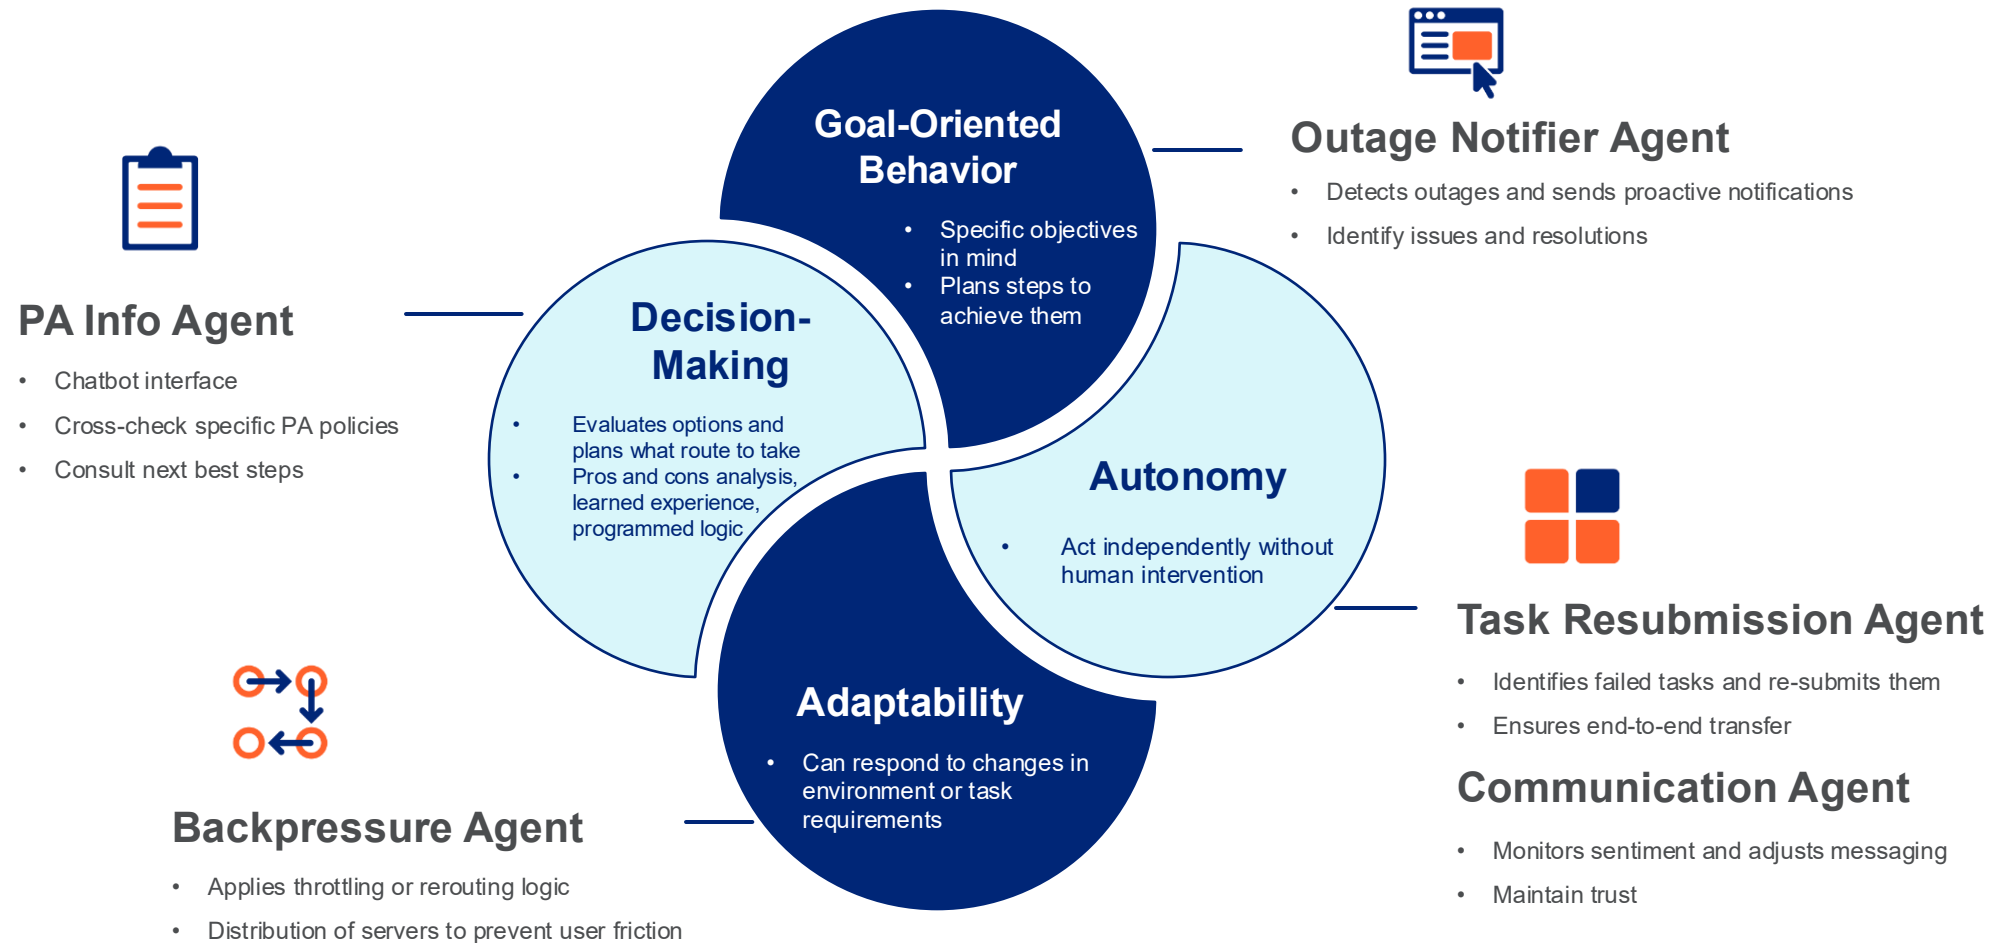 Goal-Oriented
Behavior
• Specific objectives
in mind
• Plans steps to
achieve them
Outage Notifier Agent
• Detects outages and sends proactive notifications
• Identify issues and resolutions
PA Info Agent
• Chatbot interface
• Cross-check specific PA policies
• Consult next best steps
Decision-
Making
• Evaluates options and
plans what route to take
• Pros and cons analysis,
learned experience,
programmed logic
Autonomy
• Act independently without
human intervention
Task Resubmission Agent
• Identifies failed tasks and re-submits them
• Ensures end-to-end transfer
Communication Agent
• Monitors sentiment and adjusts messaging
• Maintain trust
Adaptability
• Can respond to changes in
environment or task
requirements
Backpressure Agent
• Applies throttling or rerouting logic
• Distribution of servers to prevent user friction